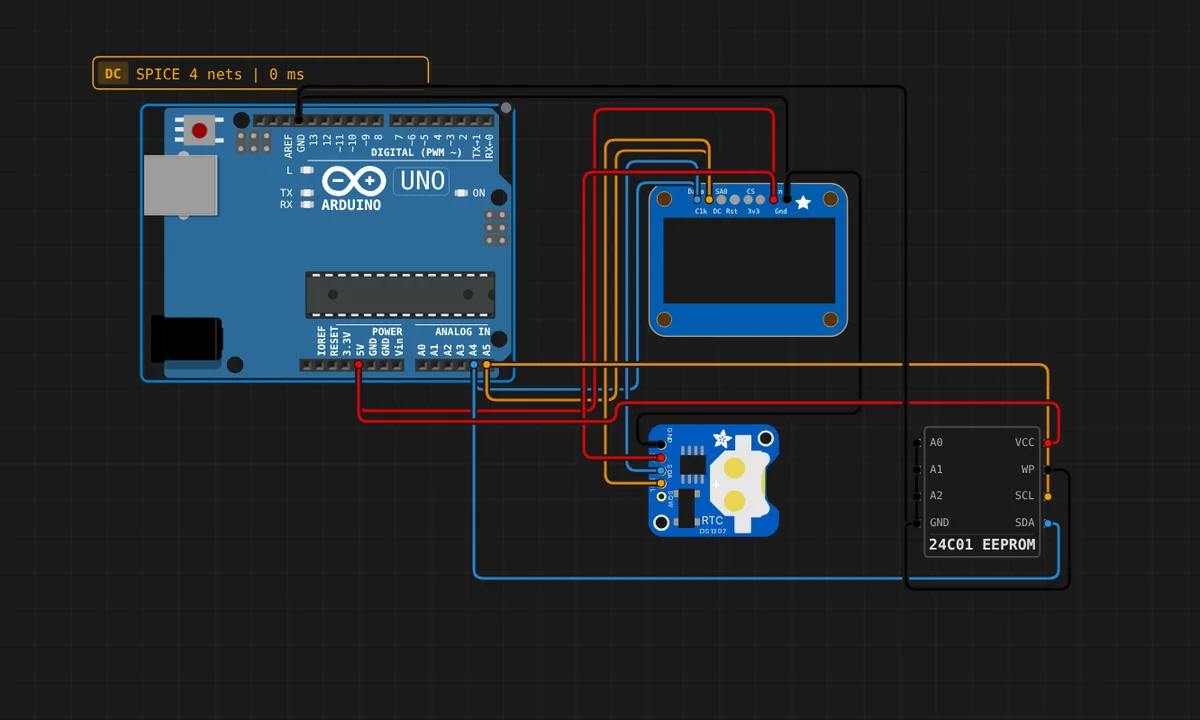 DC SPICE 4 nets | 0 ms
AREF
GND
13
12
~11
~10
~9
8
7
~6
~5
4
~3
2
TX→1
RX←0
DIGITAL (PWM ~)
L
TX
RX
UNO
ARDUINO
ON
IOREF
RESET
3.3V
5V
GND
GND
Vin
POWER
ANALOG IN
A0
A1
A2
A3
A4
A5
SA0
CS
Clk
DC
Rst
3v3
Gnd
GND
SDA
SQW
RTC
DS1307
A0
A1
A2
GND
VCC
WP
SCL
SDA
24C01 EEPROM